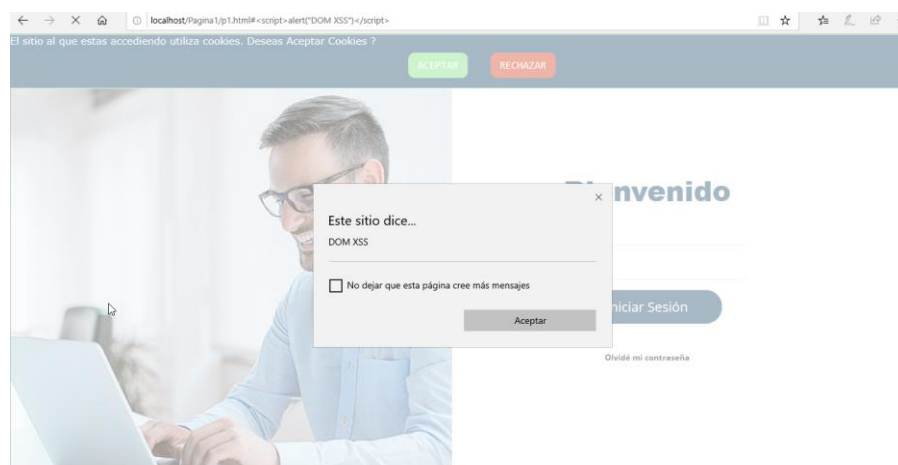 localhost/Pagina1/p1.html#<script>alert("DOM XSS")</script>
El sitio al que estas accediendo utiliza cookies. Deseas Aceptar Cookies ?
ACEPTAR RECHAZAR
Este sitio dice...
DOM XSS
No dejar que esta página cree más mensajes
Aceptar
nvenido
niciar Sesión
Olvidé mi contraseña